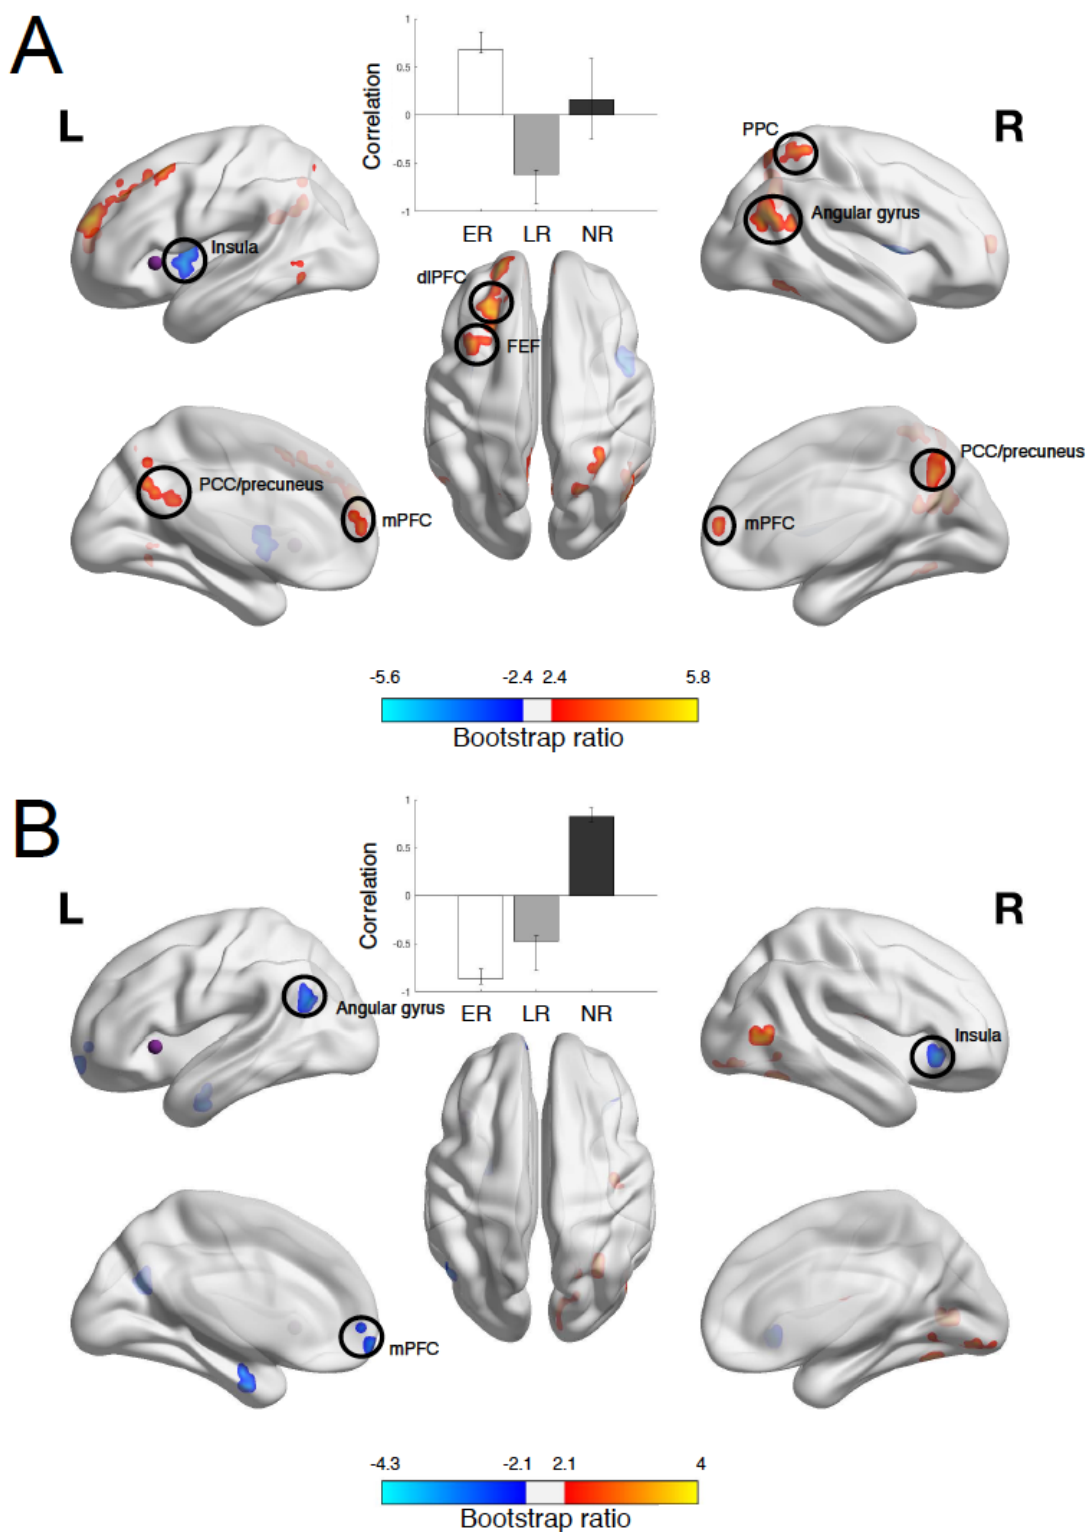 A
L
R
Correlation
1
0.5
0
-0.5
-1
ER LR NR
PPC
Angular gyrus
Insula
dlPFC
FEF
PCC/precuneus
mPFC
PCC/precuneus
mPFC
-5.6 -2.4 2.4 5.8
Bootstrap ratio
B
L
R
Correlation
1
0.5
0
-0.5
-1
ER LR NR
Angular gyrus
Insula
mPFC
-4.3 -2.1 2.1 4
Bootstrap ratio